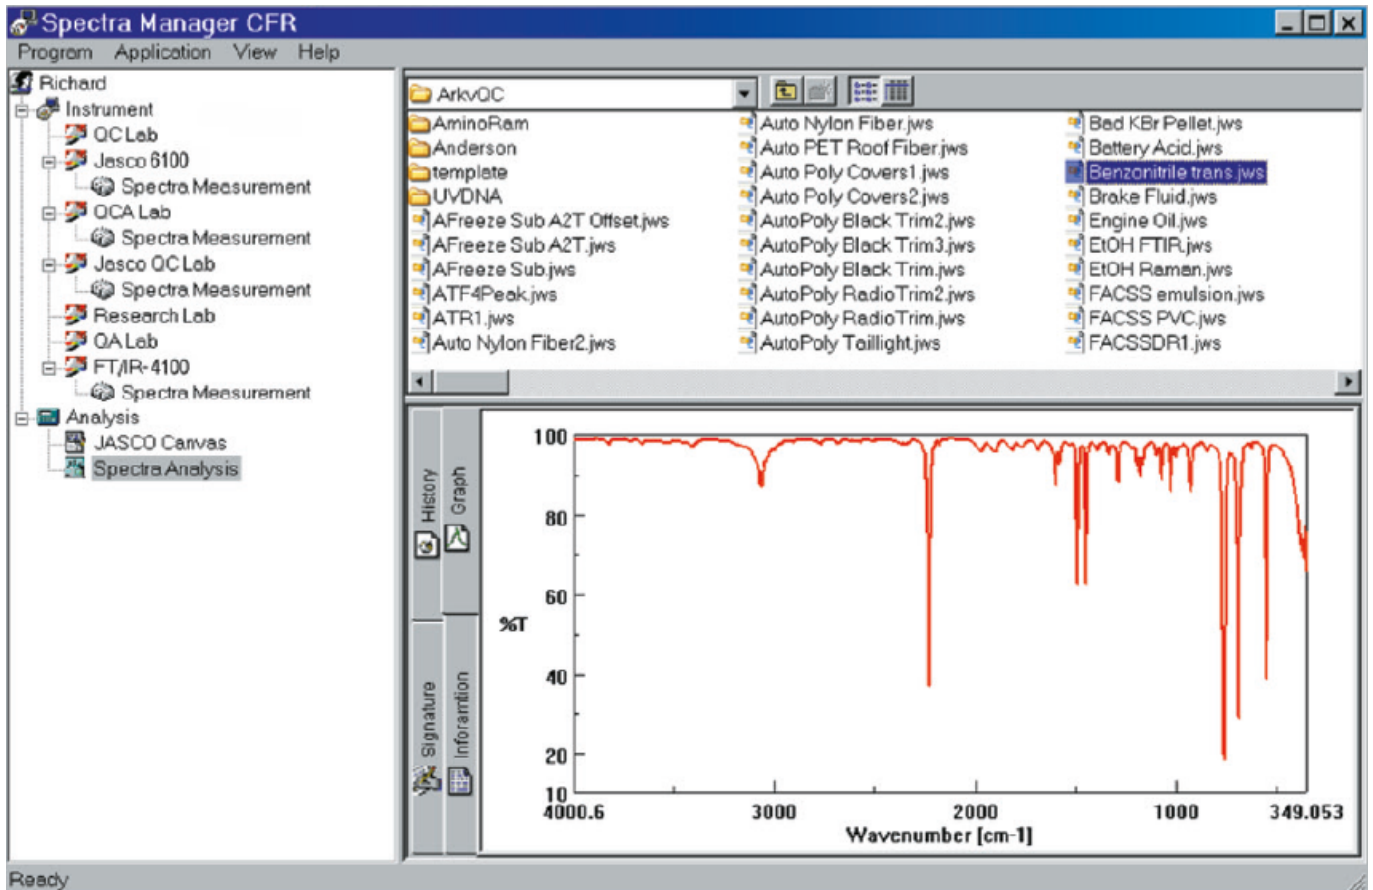 Spectra Manager CFR
Program Application View Help
Richard
Instrument
QC Lab
Jasco 6100
Spectra Measurement
QCA Lab
Spectra Measurement
Jasco QC Lab
Spectra Measurement
Research Lab
QA Lab
FT/IR-4100
Spectra Measurement
Analysis
JASCO Canvas
Spectra Analysis
ArkvQC
AminoRam
Anderson
template
UVDNA
AFreeze Sub A2T Offset.jws
AFreeze Sub A2T.jws
AFreeze Sub.jws
ATF4Peak.jws
ATR1.jws
Auto Nylon Fiber2.jws
Auto Nylon Fiber.jws
Auto PET Roof Fiber.jws
Auto Poly Covers1.jws
Auto Poly Covers2.jws
AutoPoly Black Trim2.jws
AutoPoly Black Trim3.jws
AutoPoly Black Trim.jws
AutoPoly RadioTrim2.jws
AutoPoly RadioTrim.jws
AutoPoly Taillight.jws
Bad KBr Pellet.jws
Battery Acid.jws
Benzonitrile trans.jws
Brake Fluid.jws
Engine Oil.jws
EtOH FTIR.jws
EtOH Raman.jws
FACSS emulsion.jws
FACSS PVC.jws
FACSSDR1.jws
History
Graph
Signature
Inforamtion
100
80
60
%T
40
20
10
4000.6 3000 2000 1000 349.053
Wavenumber [cm-1]
Ready